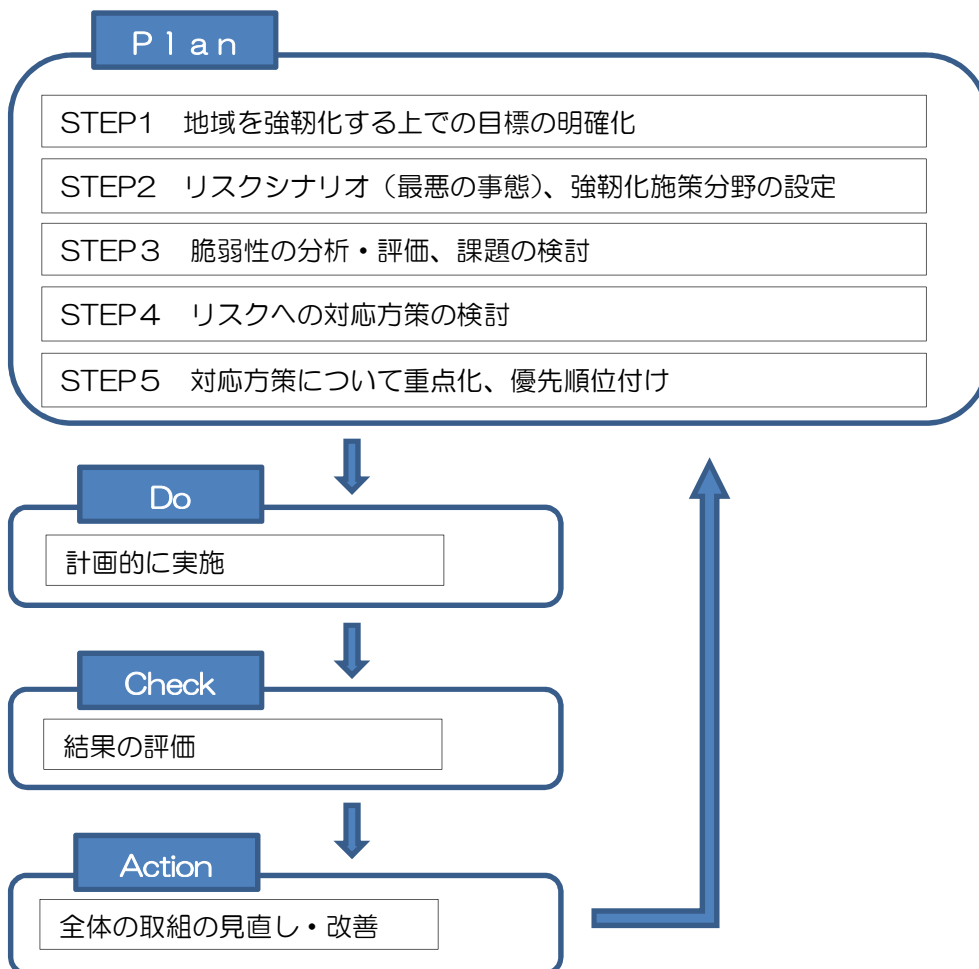 Plan
STEP1 地域を強靭化する上での目標の明確化
STEP2 リスクシナリオ（最悪の事態）、強靭化施策分野の設定
STEP３ 脆弱性の分析・評価、課題の検討
STEP４ リスクへの対応方策の検討
STEP５ 対応方策について重点化、優先順位付け
Do
計画的に実施
Check
結果の評価
Action
全体の取組の見直し・改善